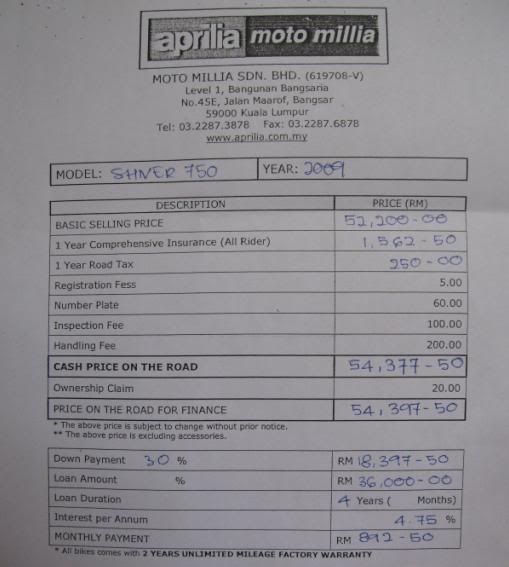 aprilia moto millia
MOTO MILLIA SDN. BHD. (619708-V)
Level 1, Bangunan Bangsaria
No.45E, Jalan Maarof, Bangsar
59000 Kuala Lumpur
Tel: 03.2287.3878 Fax: 03.2287.6878
www.aprilia.com.my
MODEL: SHIVER 750 YEAR: 2009
DESCRIPTION PRICE (RM)
BASIC SELLING PRICE 52,200-00
1 Year Comprehensive Insurance (All Rider) 1,562-50
1 Year Road Tax 250-00
Registration Fess 5.00
Number Plate 60.00
Inspection Fee 100.00
Handling Fee 200.00
CASH PRICE ON THE ROAD 54,377-50
Ownership Claim 20.00
PRICE ON THE ROAD FOR FINANCE 54,397-50
* The above price is subject to change without prior notice.
** The above price is excluding accessories.
Down Payment 30 % RM 18,397-50
Loan Amount % RM 36,000-00
Loan Duration 4 Years ( Months)
Interest per Annum 4.75 %
MONTHLY PAYMENT RM 892-50
* All bikes comes with 2 YEARS UNLIMITED MILEAGE FACTORY WARRANTY